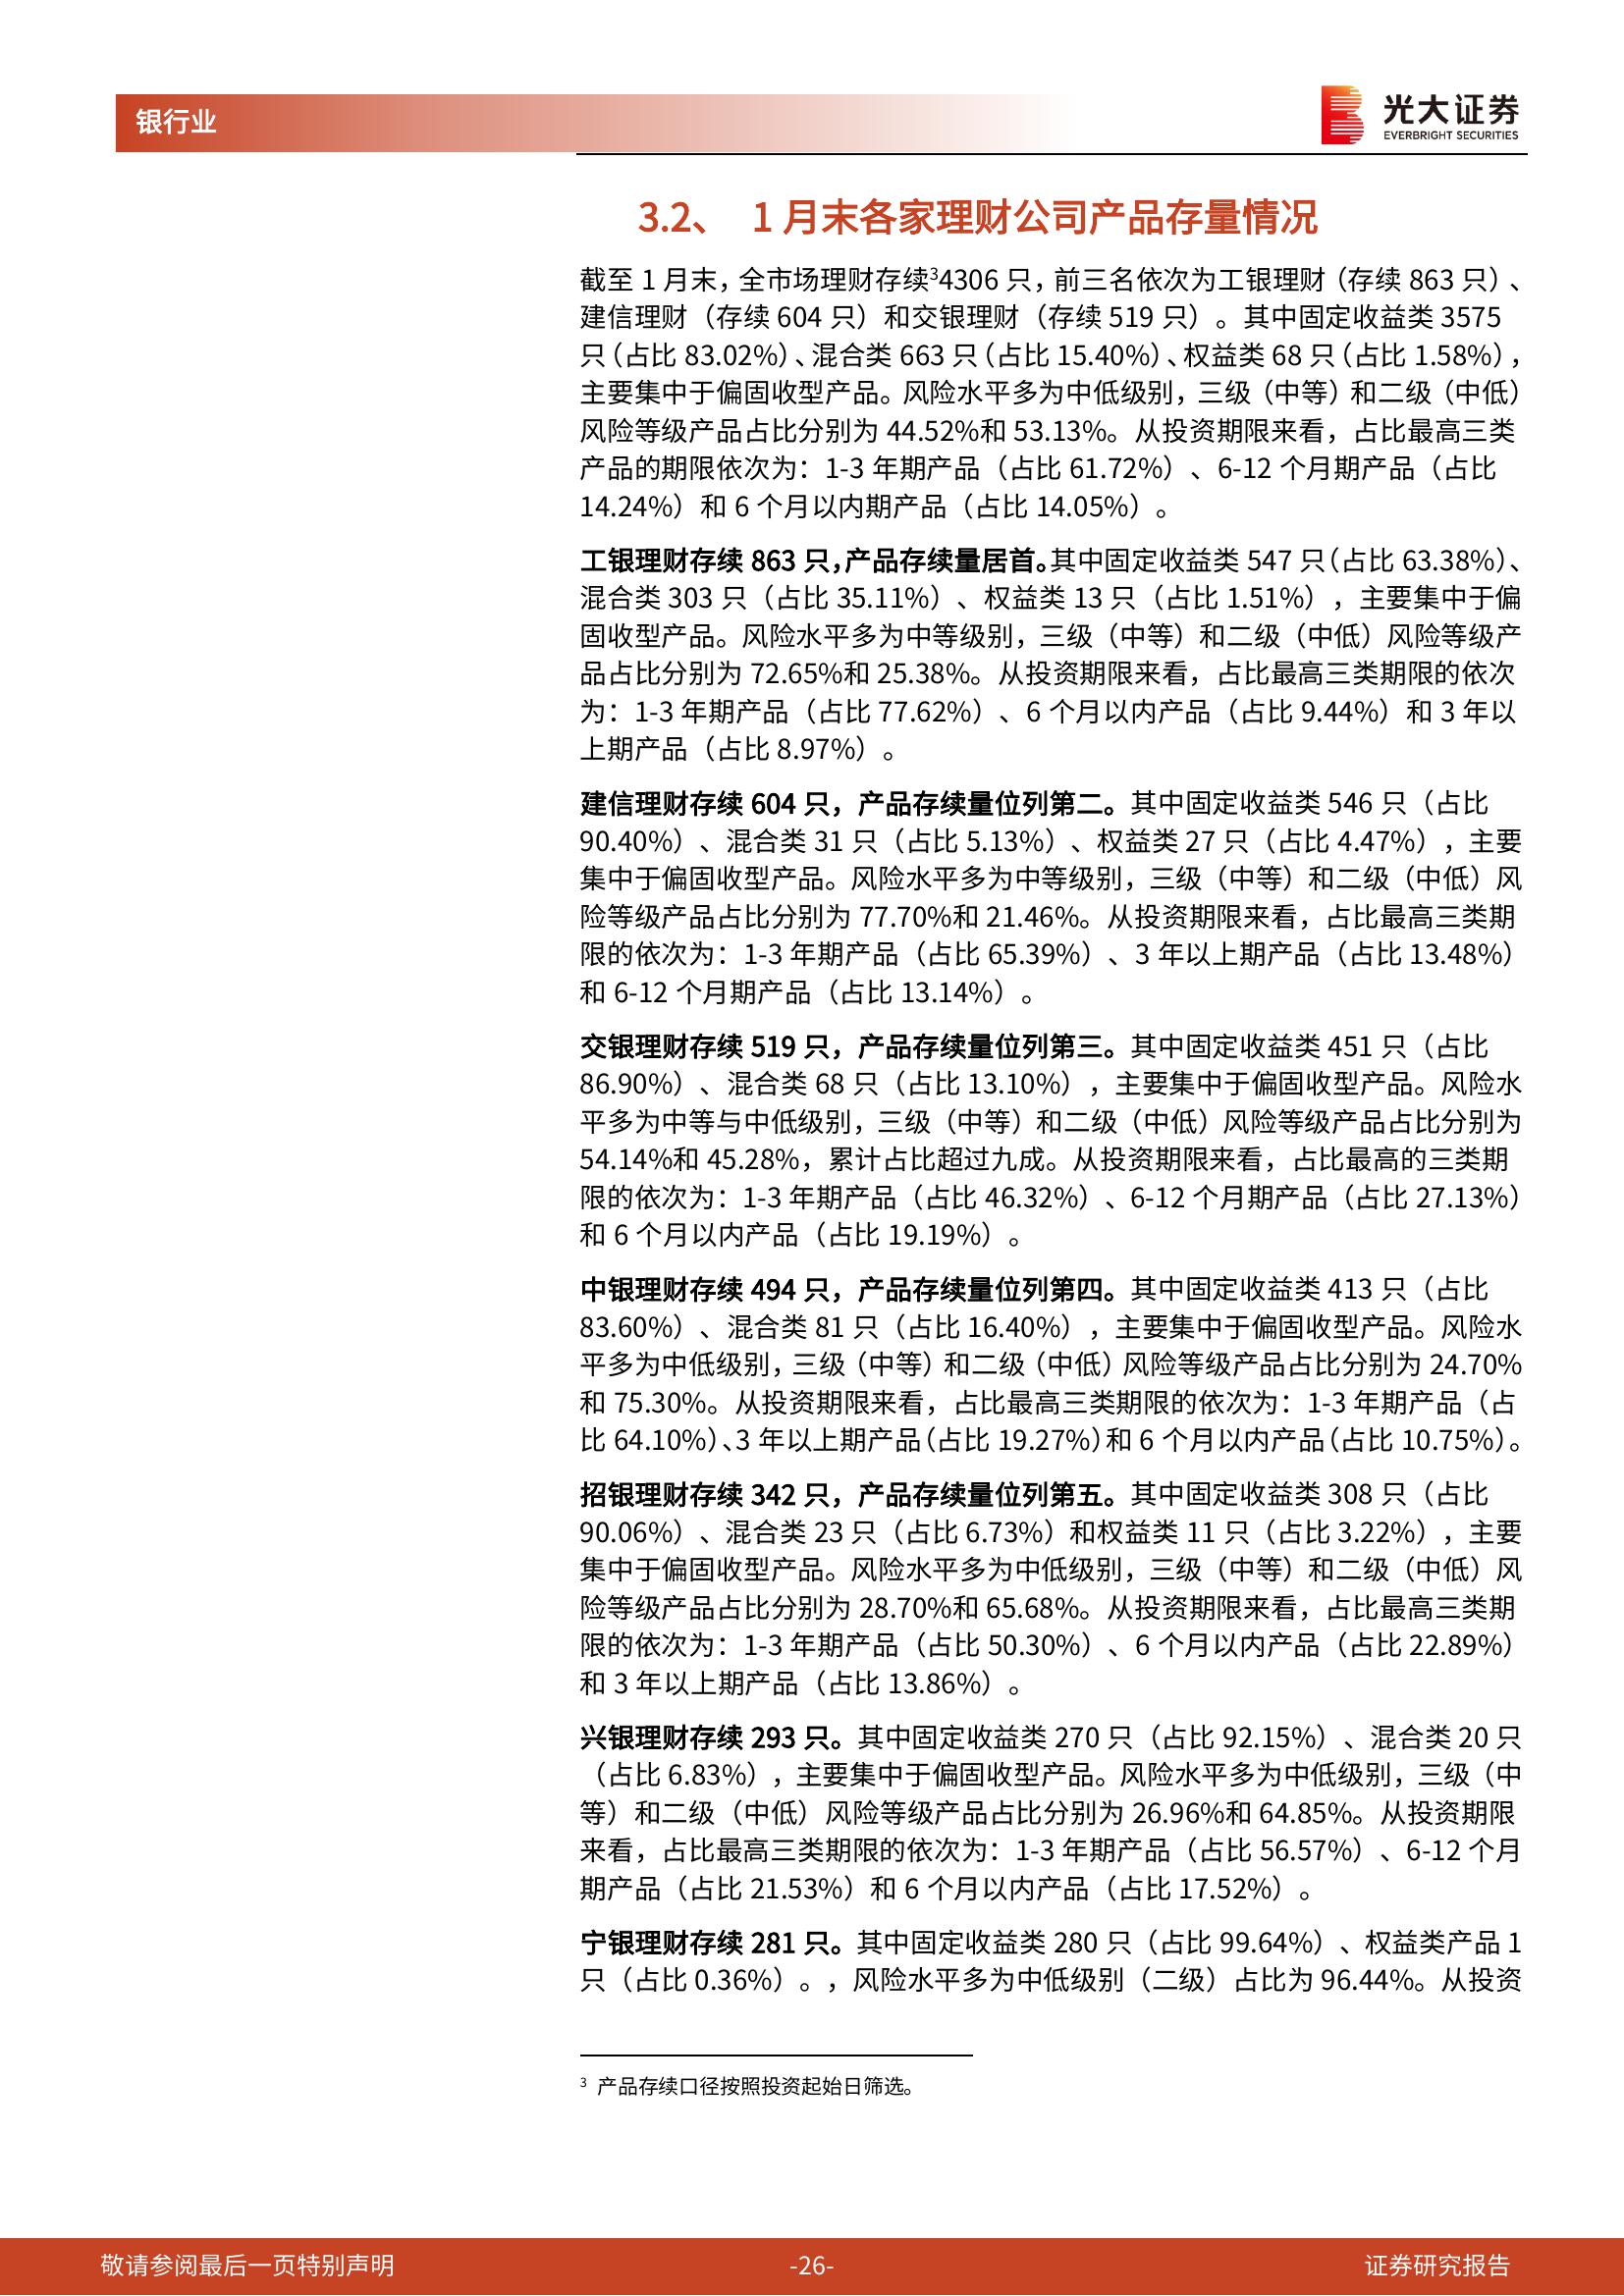 银行业
光大证券
EVERBRIGHT SECURITIES
3.2、 1 月末各家理财公司产品存量情况
截至 1 月末，全市场理财存续³4306 只，前三名依次为工银理财（存续 863 只）、
建信理财（存续 604 只）和交银理财（存续 519 只）。其中固定收益类 3575
只（占比 83.02%）、混合类 663 只（占比 15.40%）、权益类 68 只（占比 1.58%），
主要集中于偏固收型产品。风险水平多为中低级别，三级（中等）和二级（中低）
风险等级产品占比分别为 44.52%和 53.13%。从投资期限来看，占比最高三类
产品的期限依次为：1-3 年期产品（占比 61.72%）、6-12 个月期产品（占比
14.24%）和 6 个月以内期产品（占比 14.05%）。
工银理财存续 863 只，产品存续量居首。其中固定收益类 547 只（占比 63.38%）、
混合类 303 只（占比 35.11%）、权益类 13 只（占比 1.51%），主要集中于偏
固收型产品。风险水平多为中等级别，三级（中等）和二级（中低）风险等级产
品占比分别为 72.65%和 25.38%。从投资期限来看，占比最高三类期限的依次
为：1-3 年期产品（占比 77.62%）、6 个月以内产品（占比 9.44%）和 3 年以
上期产品（占比 8.97%）。
建信理财存续 604 只，产品存续量位列第二。其中固定收益类 546 只（占比
90.40%）、混合类 31 只（占比 5.13%）、权益类 27 只（占比 4.47%），主要
集中于偏固收型产品。风险水平多为中等级别，三级（中等）和二级（中低）风
险等级产品占比分别为 77.70%和 21.46%。从投资期限来看，占比最高三类期
限的依次为：1-3 年期产品（占比 65.39%）、3 年以上期产品（占比 13.48%）
和 6-12 个月期产品（占比 13.14%）。
交银理财存续 519 只，产品存续量位列第三。其中固定收益类 451 只（占比
86.90%）、混合类 68 只（占比 13.10%），主要集中于偏固收型产品。风险水
平多为中等与中低级别，三级（中等）和二级（中低）风险等级产品占比分别为
54.14%和 45.28%，累计占比超过九成。从投资期限来看，占比最高的三类期
限的依次为：1-3 年期产品（占比 46.32%）、6-12 个月期产品（占比 27.13%）
和 6 个月以内产品（占比 19.19%）。
中银理财存续 494 只，产品存续量位列第四。其中固定收益类 413 只（占比
83.60%）、混合类 81 只（占比 16.40%），主要集中于偏固收型产品。风险水
平多为中低级别，三级（中等）和二级（中低）风险等级产品占比分别为 24.70%
和 75.30%。从投资期限来看，占比最高三类期限的依次为：1-3 年期产品（占
比 64.10%）、3 年以上期产品（占比 19.27%）和 6 个月以内产品（占比 10.75%）。
招银理财存续 342 只，产品存续量位列第五。其中固定收益类 308 只（占比
90.06%）、混合类 23 只（占比 6.73%）和权益类 11 只（占比 3.22%），主要
集中于偏固收型产品。风险水平多为中低级别，三级（中等）和二级（中低）风
险等级产品占比分别为 28.70%和 65.68%。从投资期限来看，占比最高三类期
限的依次为：1-3 年期产品（占比 50.30%）、6 个月以内产品（占比 22.89%）
和 3 年以上期产品（占比 13.86%）。
兴银理财存续 293 只。其中固定收益类 270 只（占比 92.15%）、混合类 20 只
（占比 6.83%），主要集中于偏固收型产品。风险水平多为中低级别，三级（中
等）和二级（中低）风险等级产品占比分别为 26.96%和 64.85%。从投资期限
来看，占比最高三类期限的依次为：1-3 年期产品（占比 56.57%）、6-12 个月
期产品（占比 21.53%）和 6 个月以内产品（占比 17.52%）。
宁银理财存续 281 只。其中固定收益类 280 只（占比 99.64%）、权益类产品 1
只（占比 0.36%）。，风险水平多为中低级别（二级）占比为 96.44%。从投资
³ 产品存续口径按照投资起始日筛选。
敬请参阅最后一页特别声明
-26-
证券研究报告